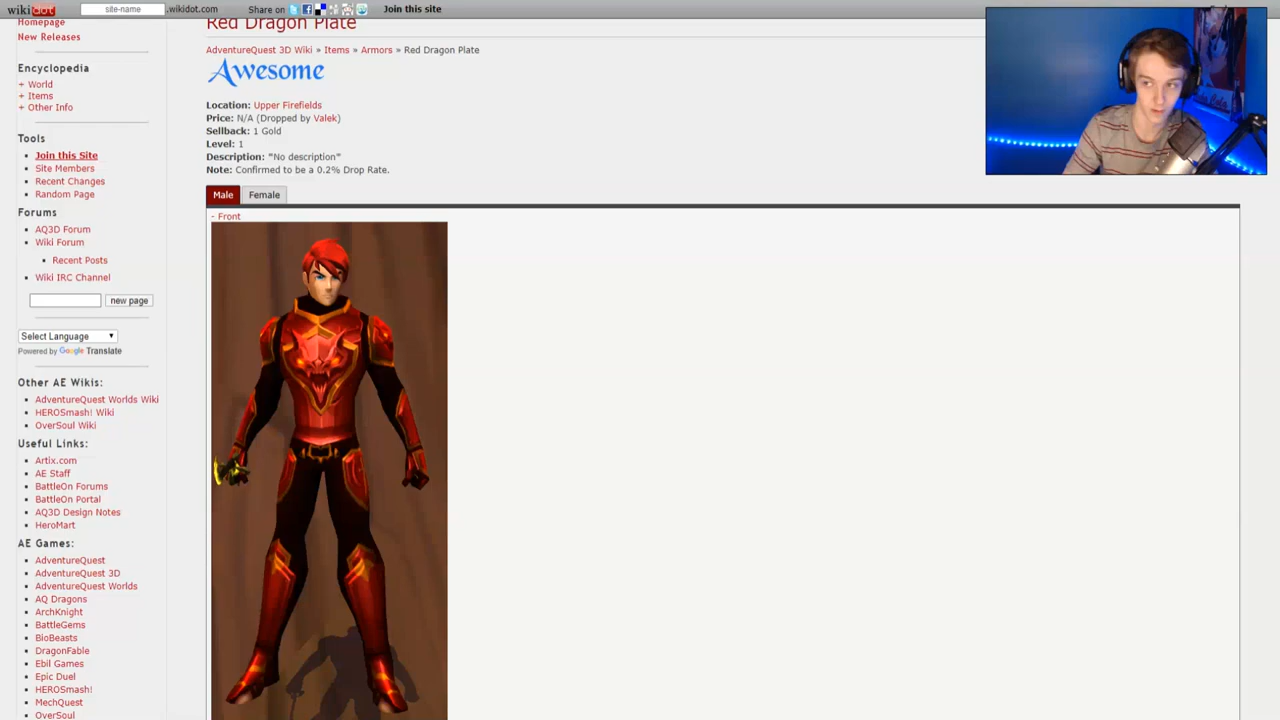 wikidot site-name .wikidot.com Share on Join this site
Homepage
New Releases
Encyclopedia
+ World
+ Items
+ Other Info
Tools
Join this Site
Site Members
Recent Changes
Random Page
Forums
AQ3D Forum
Wiki Forum
Recent Posts
Wiki IRC Channel
new page
Select Language
Powered by Google Translate
Other AE Wikis:
AdventureQuest Worlds Wiki
HEROSmash! Wiki
OverSoul Wiki
Useful Links:
Artix.com
AE Staff
BattleOn Forums
BattleOn Portal
AQ3D Design Notes
HeroMart
AE Games:
AdventureQuest
AdventureQuest 3D
AdventureQuest Worlds
AQ Dragons
ArchKnight
BattleGems
BioBeasts
DragonFable
Ebil Games
Epic Duel
HEROSmash!
MechQuest
OverSoul
Red Dragon Plate
AdventureQuest 3D Wiki » Items » Armors » Red Dragon Plate
Awesome
Location: Upper Firefields
Price: N/A (Dropped by Valek)
Sellback: 1 Gold
Level: 1
Description: "No description"
Note: Confirmed to be a 0.2% Drop Rate.
Male Female
- Front